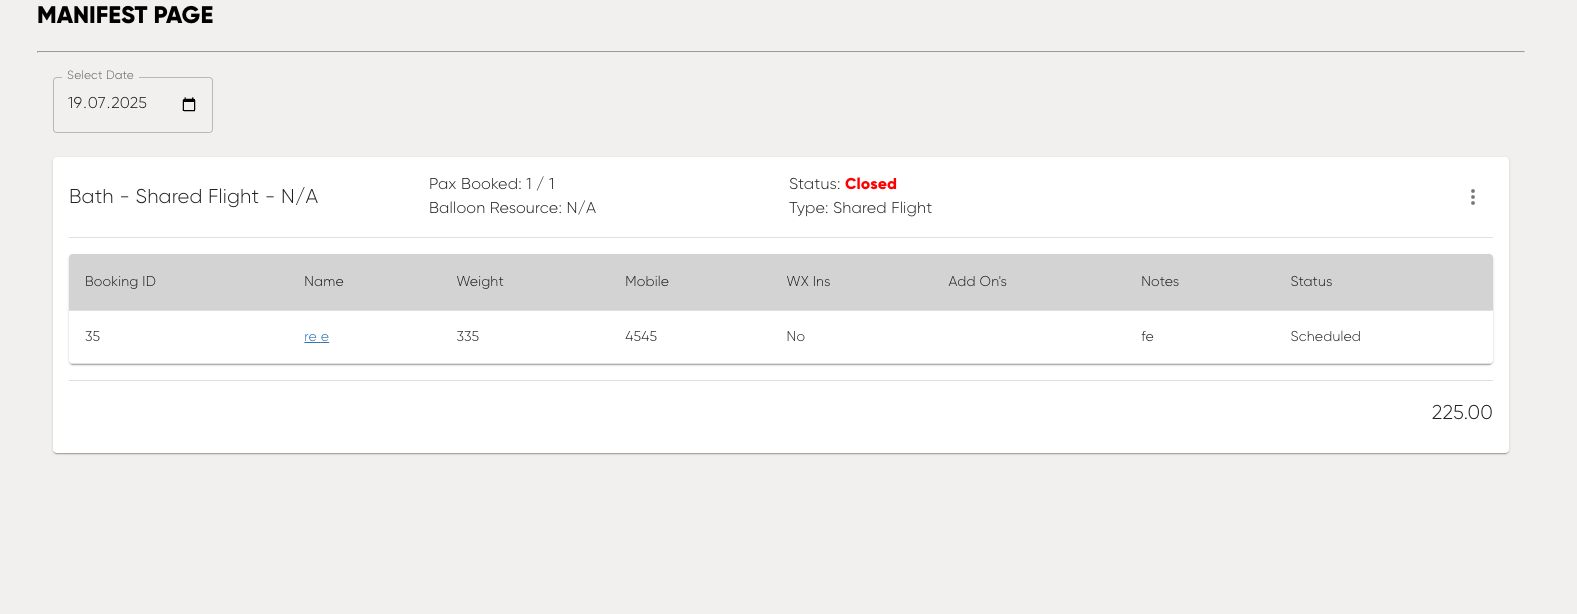 MANIFEST PAGE
Select Date
19.07.2025
Bath - Shared Flight - N/A
Pax Booked: 1 / 1
Balloon Resource: N/A
Status: Closed
Type: Shared Flight
Booking ID Name Weight Mobile WX Ins Add On's Notes Status
35 re e 335 4545 No fe Scheduled
225.00